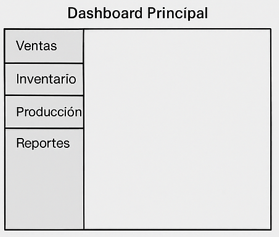 Dashboard Principal
Ventas
Inventario
Producción
Reportes